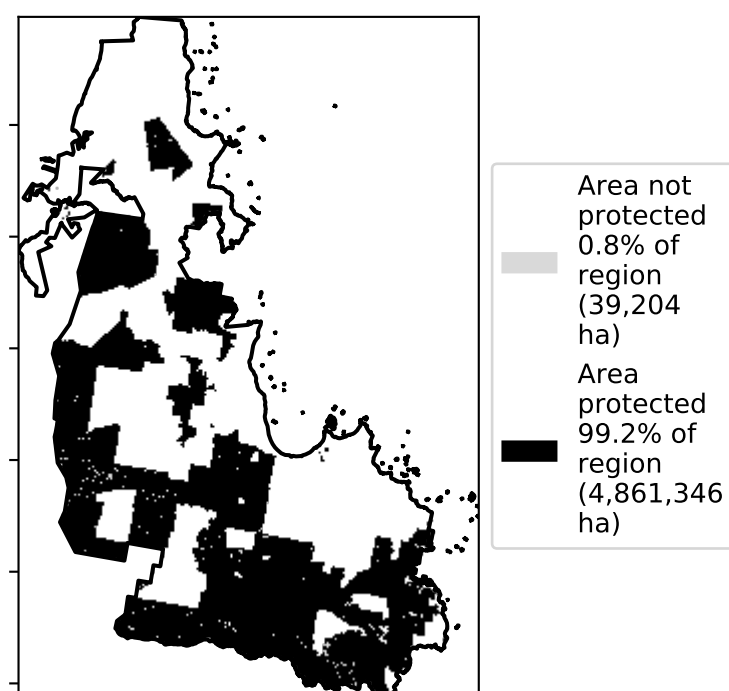 Area not
protected
0.8% of
region
(39,204
ha)
Area
protected
99.2% of
region
(4,861,346
ha)